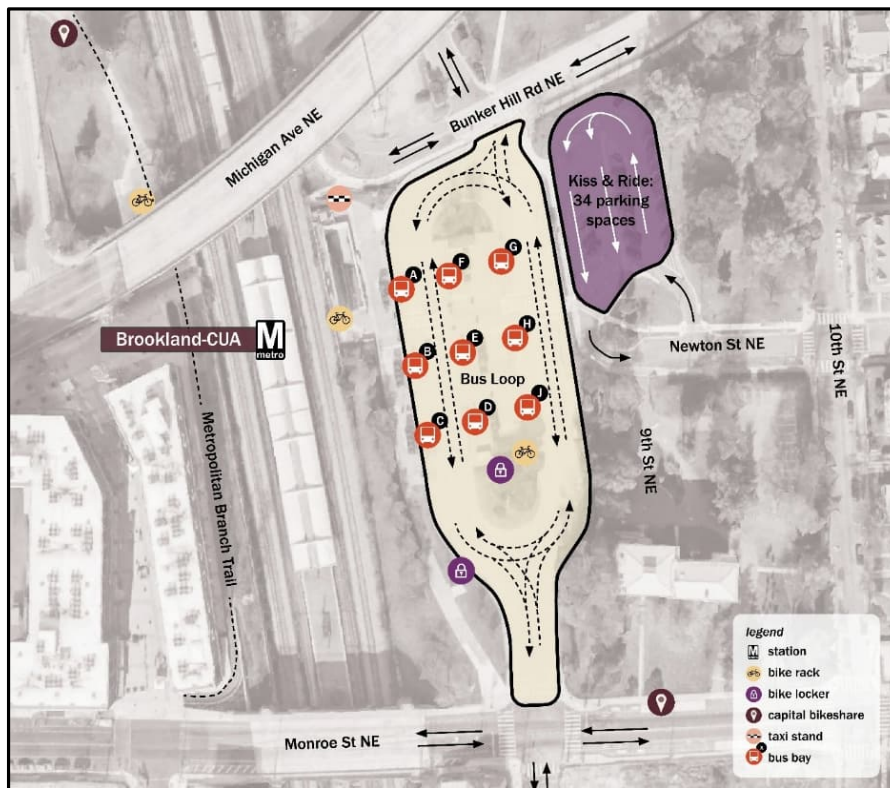 Michigan Ave NE
Bunker Hill Rd NE
Kiss & Ride:
34 parking
spaces
G
F
A
Brookland-CUA
M
metro
H
E
B
Newton St NE
10th St NE
Bus Loop
J
D
C
Metropolitan Branch Trail
9th St NE
Monroe St NE
legend
M station
bike rack
bike locker
capital bikeshare
taxi stand
x
bus bay